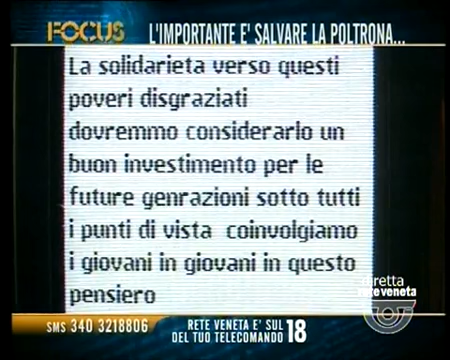 FOCUS
L'IMPORTANTE E' SALVARE LA POLTRONA...
La solidarieta verso questi
poveri disgraziati
dovremmo considerarlo un
buon investimento per le
future genrazioni sotto tutti
i punti di vista coinvolgiamo
i giovani in giovani in questo
pensiero
diretta
reteveneta
SMS 340 3218806
RETE VENETA E' SUL 18
DEL TUO TELECOMANDO